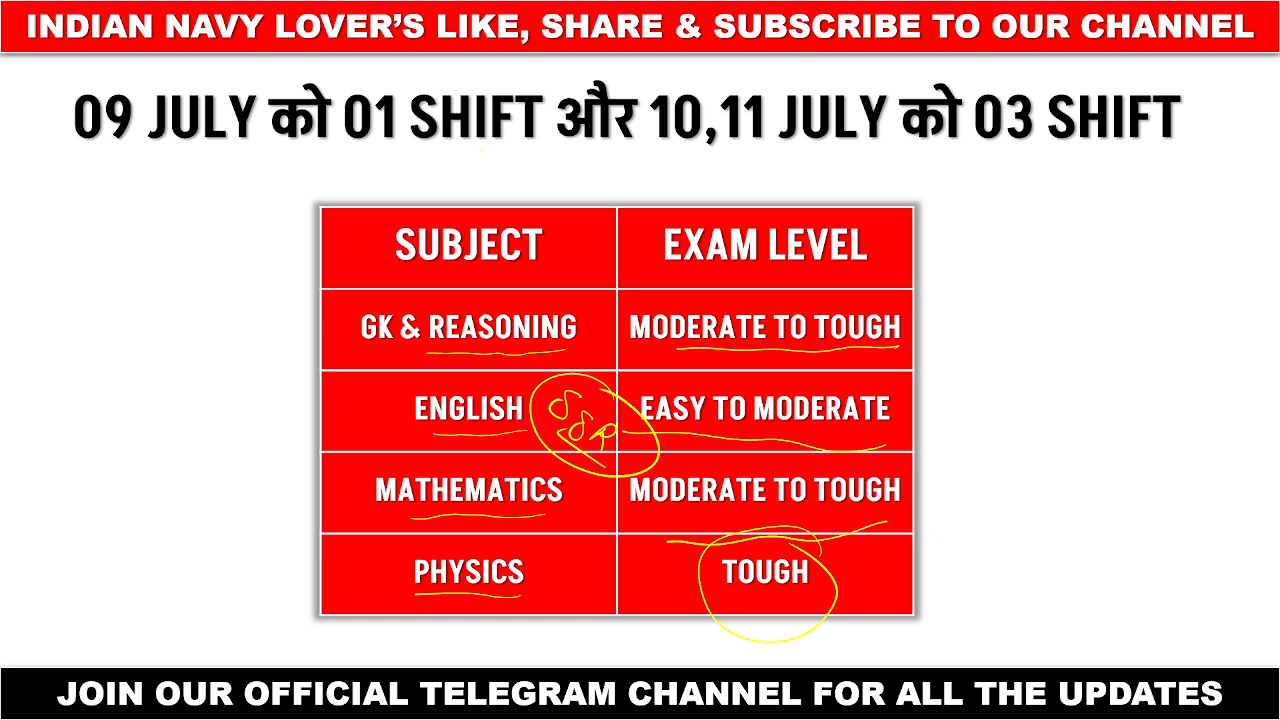 INDIAN NAVY LOVER’S LIKE, SHARE & SUBSCRIBE TO OUR CHANNEL
09 JULY को 01 SHIFT और 10,11 JULY को 03 SHIFT
SUBJECT EXAM LEVEL
GK & REASONING MODERATE TO TOUGH
ENGLISH EASY TO MODERATE
MATHEMATICS MODERATE TO TOUGH
PHYSICS TOUGH
JOIN OUR OFFICIAL TELEGRAM CHANNEL FOR ALL THE UPDATES